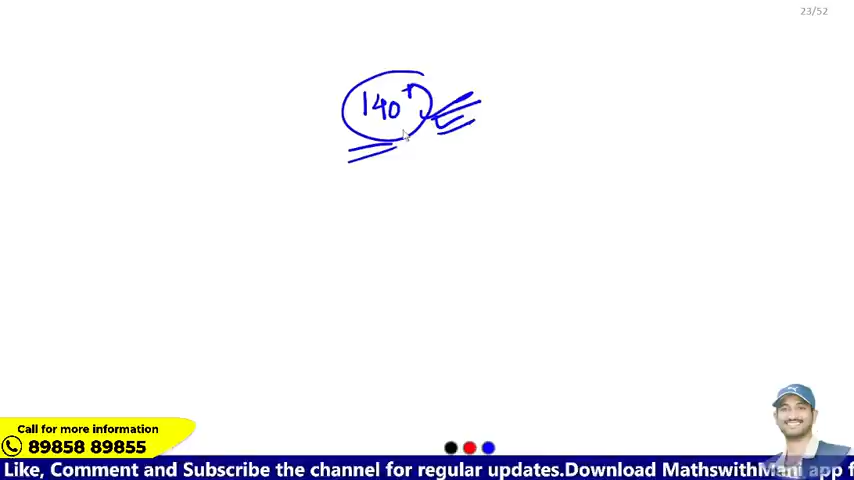 23/52
140+
Call for more information
89858 89855
Like, Comment and Subscribe the channel for regular updates.Download MathswithMani app f